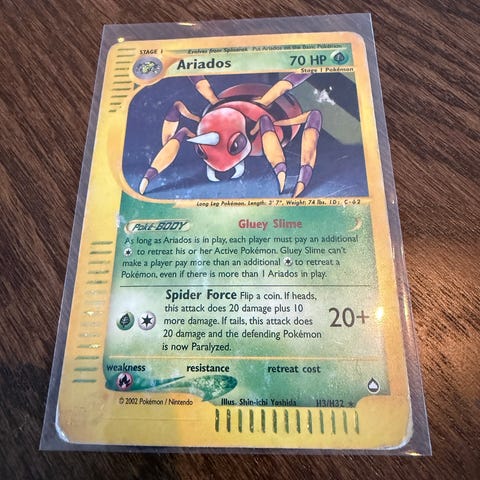 STAGE 1 Evolves from Spinarak Put Ariados on the Basic Pokémon
Ariados 70 HP
Stage 1 Pokémon
Long Leg Pokémon. Length: 3' 7", Weight: 74 lbs. ID: C-62
Poké-BODY Gluey Slime
As long as Ariados is in play, each player must pay an additional
to retreat his or her Active Pokémon. Gluey Slime can't
make a player pay more than an additional to retreat a
Pokémon, even if there is more than 1 Ariados in play.
Spider Force Flip a coin. If heads,
this attack does 20 damage plus 10
more damage. If tails, this attack does
20 damage and the defending Pokémon
is now Paralyzed.
20+
weakness resistance retreat cost
© 2002 Pokémon / Nintendo Illus. Shin-ichi Yoshida H3/H32 ★